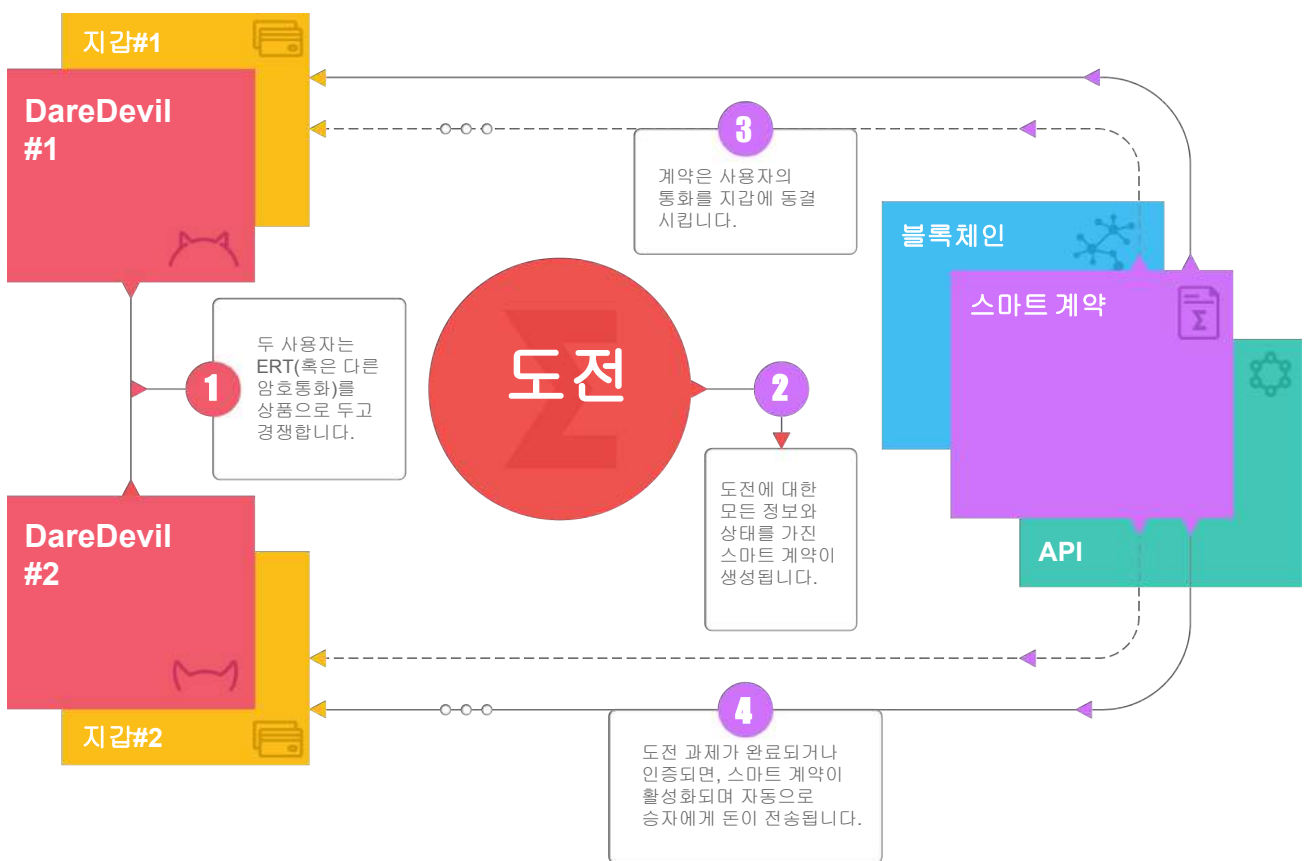 지갑#1
DareDevil
#1
3
계약은 사용자의
통화를 지갑에 동결
시킵니다.
블록체인
스마트 계약
Σ
두 사용자는
ERT(혹은 다른
암호통화)를
상품으로 두고
경쟁합니다.
1
도전
2
도전에 대한
모든 정보와
상태를 가진
스마트 계약이
생성됩니다.
API
DareDevil
#2
지갑#2
4
도전 과제가 완료되거나
인증되면, 스마트 계약이
활성화되며 자동으로
승자에게 돈이 전송됩니다.